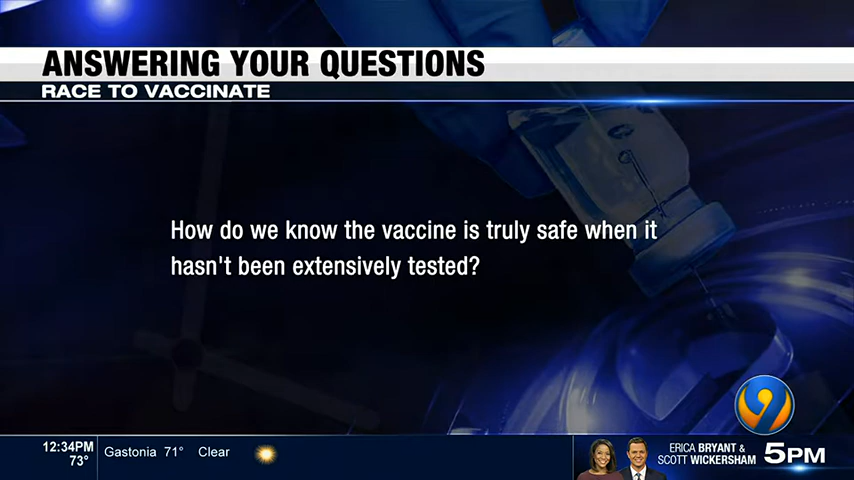 ANSWERING YOUR QUESTIONS
RACE TO VACCINATE
How do we know the vaccine is truly safe when it
hasn't been extensively tested?
9
12:34PM
73°
Gastonia 71° Clear
ERICA BRYANT &
SCOTT WICKERSHAM
5PM